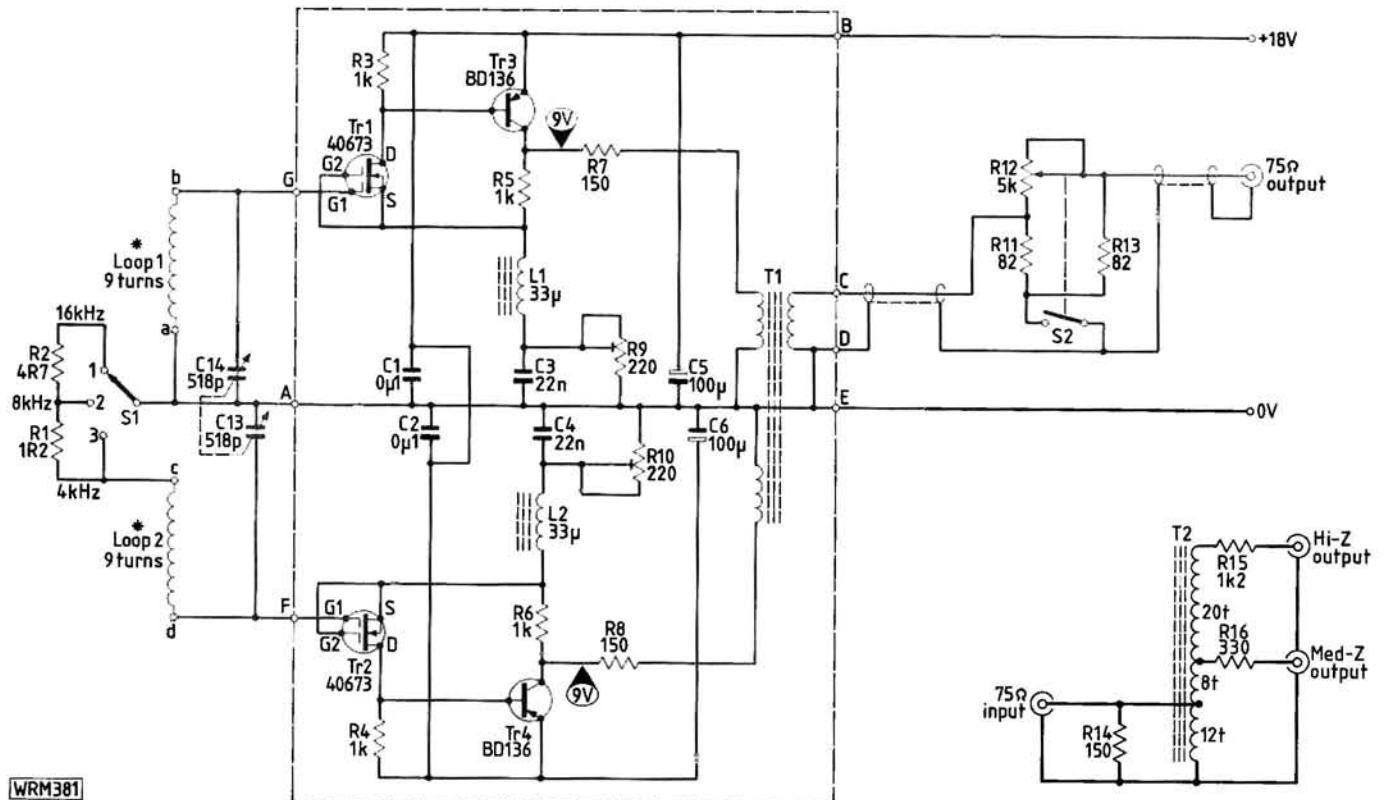 B
+18V
R3
1k
Tr3
BD136
9V
Tr1
40673
G2
D
G1
S
R5
1k
R7
150
b
G
R12
5k
75Ω
output
*
Loop 1
9 turns
R11
82
R13
82
L1
33µ
T1
C
D
S2
16kHz
a
R2
4R7
1
C14
518p
C1
0µ1
C3
22n
R9
220
C5
100µ
8kHz
2
S1
A
E
0V
R1
1R2
3
C13
518p
C2
0µ1
C4
22n
R10
220
C6
100µ
4kHz
c
L2
33µ
*
Loop 2
9 turns
T2
Hi-Z
output
R15
1k2
20t
R16
330
Med-Z
output
8t
d
F
G1
S
G2
D
R6
1k
R8
150
9V
Tr2
40673
75Ω
input
R14
150
12t
R4
1k
Tr4
BD136
WRM381